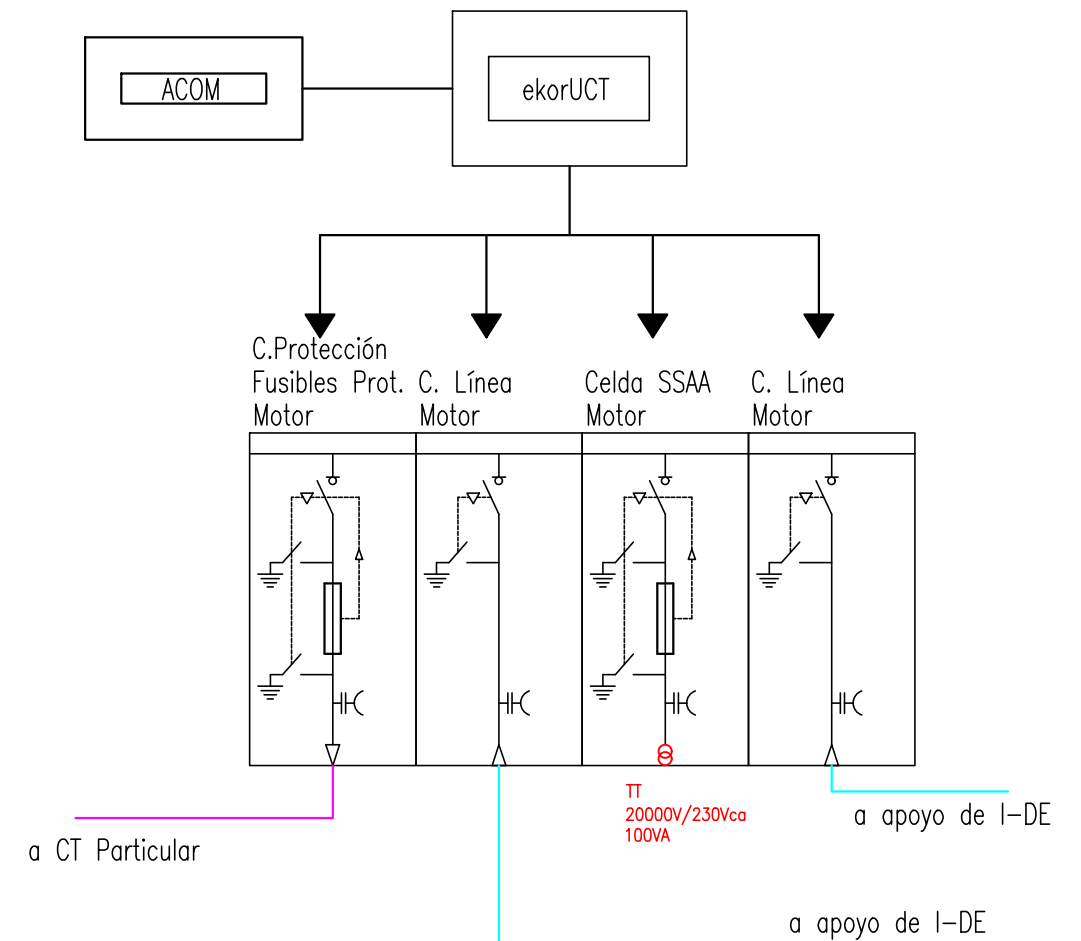 ACOM
ekorUCT
C.Protección
Fusibles Prot.
Motor
C. Línea
Motor
Celda SSAA
Motor
C. Línea
Motor
TT
20000V/230Vca
100VA
a apoyo de I-DE
a CT Particular
a apoyo de I-DE